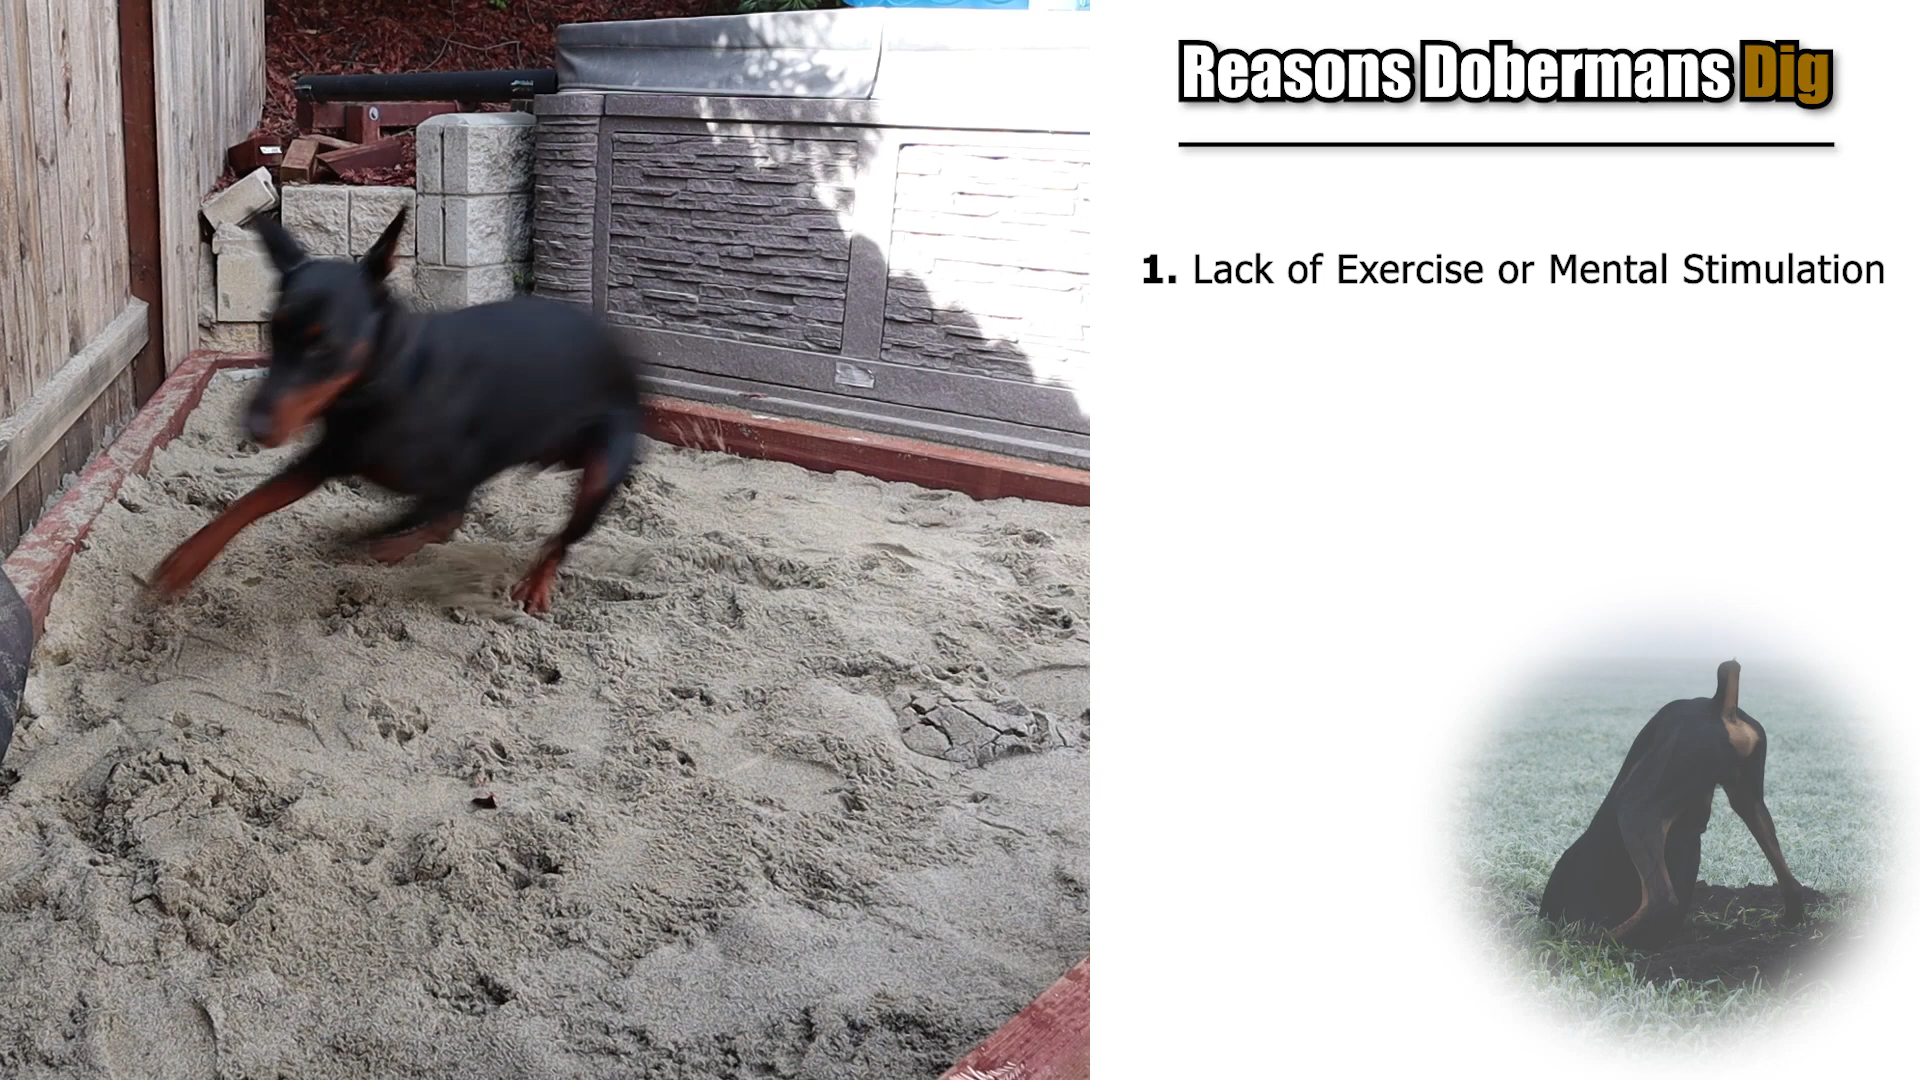 Reasons Dobermans Dig
1. Lack of Exercise or Mental Stimulation